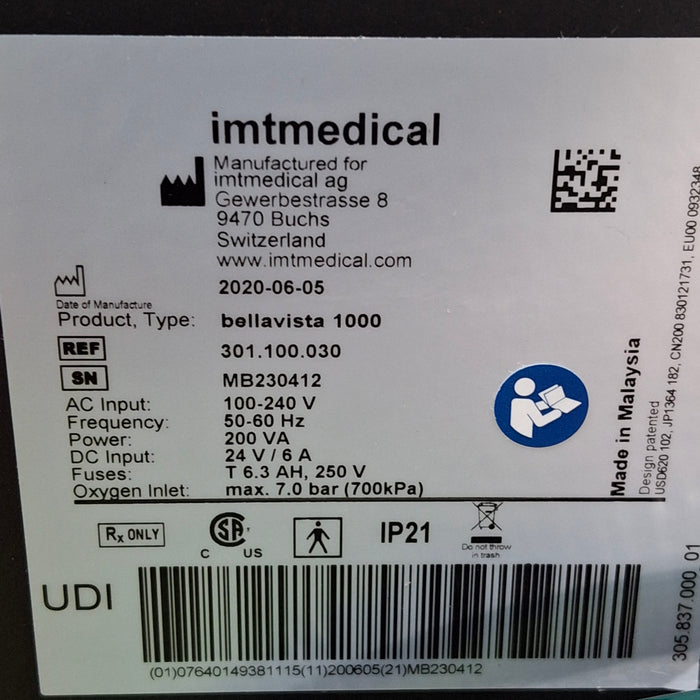 imtmedical
Manufactured for
imtmedical ag
Gewerbestrasse 8
9470 Buchs
Switzerland
www.imtmedical.com
2020-06-05
Date of Manufacture
Product, Type: bellavista 1000
REF 301.100.030
SN MB230412
AC Input: 100-240 V
Frequency: 50-60 Hz
Power: 200 VA
DC Input: 24 V / 6 A
Fuses: T 6.3 AH, 250 V
Oxygen Inlet: max. 7.0 bar (700kPa)
Made in Malaysia
Design patented
USD620 102, JP1364 182, CN200 830121731, EU00 0932348
Rx ONLY
C SA US
IP21
Do not throw
in trash
305.837.000_01
UDI
(01)07640149381115(11)200605(21)MB230412